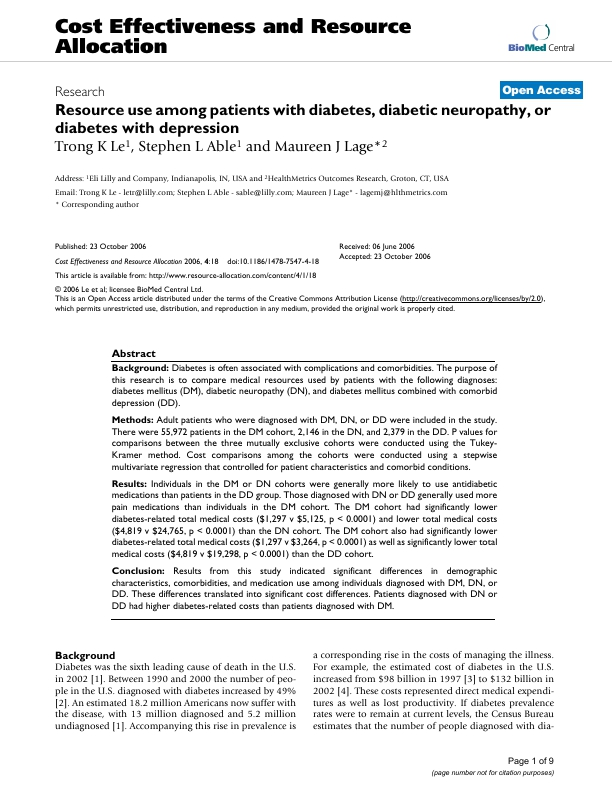 Cost Effectiveness and Resource
Allocation
BioMed Central
Research
Open Access
Resource use among patients with diabetes, diabetic neuropathy, or
diabetes with depression
Trong K Le1, Stephen L Able1 and Maureen J Lage*2
Address: 1Eli Lilly and Company, Indianapolis, IN, USA and 2HealthMetrics Outcomes Research, Groton, CT, USA
Email: Trong K Le - letr@lilly.com; Stephen L Able - sable@lilly.com; Maureen J Lage* - lagemj@hlthmetrics.com
* Corresponding author
Published: 23 October 2006
Cost Effectiveness and Resource Allocation 2006, 4:18 doi:10.1186/1478-7547-4-18
Received: 06 June 2006
Accepted: 23 October 2006
This article is available from: http://www.resource-allocation.com/content/4/1/18
© 2006 Le et al; licensee BioMed Central Ltd.
This is an Open Access article distributed under the terms of the Creative Commons Attribution License (http://creativecommons.org/licenses/by/2.0),
which permits unrestricted use, distribution, and reproduction in any medium, provided the original work is properly cited.
Abstract
Background: Diabetes is often associated with complications and comorbidities. The purpose of
this research is to compare medical resources used by patients with the following diagnoses:
diabetes mellitus (DM), diabetic neuropathy (DN), and diabetes mellitus combined with comorbid
depression (DD).
Methods: Adult patients who were diagnosed with DM, DN, or DD were included in the study.
There were 55,972 patients in the DM cohort, 2,146 in the DN, and 2,379 in the DD. P values for
comparisons between the three mutually exclusive cohorts were conducted using the Tukey-
Kramer method. Cost comparisons among the cohorts were conducted using a stepwise
multivariate regression that controlled for patient characteristics and comorbid conditions.
Results: Individuals in the DM or DN cohorts were generally more likely to use antidiabetic
medications than patients in the DD group. Those diagnosed with DN or DD generally used more
pain medications than individuals in the DM cohort. The DM cohort had significantly lower
diabetes-related total medical costs ($1,297 v $5,125, p < 0.0001) and lower total medical costs
($4,819 v $24,765, p < 0.0001) than the DN cohort. The DM cohort also had significantly lower
diabetes-related total medical costs ($1,297 v $3,264, p < 0.0001) as well as significantly lower total
medical costs ($4,819 v $19,298, p < 0.0001) than the DD cohort.
Conclusion: Results from this study indicated significant differences in demographic
characteristics, comorbidities, and medication use among individuals diagnosed with DM, DN, or
DD. These differences translated into significant cost differences. Patients diagnosed with DN or
DD had higher diabetes-related costs than patients diagnosed with DM.
Background
Diabetes was the sixth leading cause of death in the U.S.
in 2002 [1]. Between 1990 and 2000 the number of peo-
ple in the U.S. diagnosed with diabetes increased by 49%
[2]. An estimated 18.2 million Americans now suffer with
the disease, with 13 million diagnosed and 5.2 million
undiagnosed [1]. Accompanying this rise in prevalence is
a corresponding rise in the costs of managing the illness.
For example, the estimated cost of diabetes in the U.S.
increased from $98 billion in 1997 [3] to $132 billion in
2002 [4]. These costs represented direct medical expendi-
tures as well as lost productivity. If diabetes prevalence
rates were to remain at current levels, the Census Bureau
estimates that the number of people diagnosed with dia-
Page 1 of 9
(page number not for citation purposes)